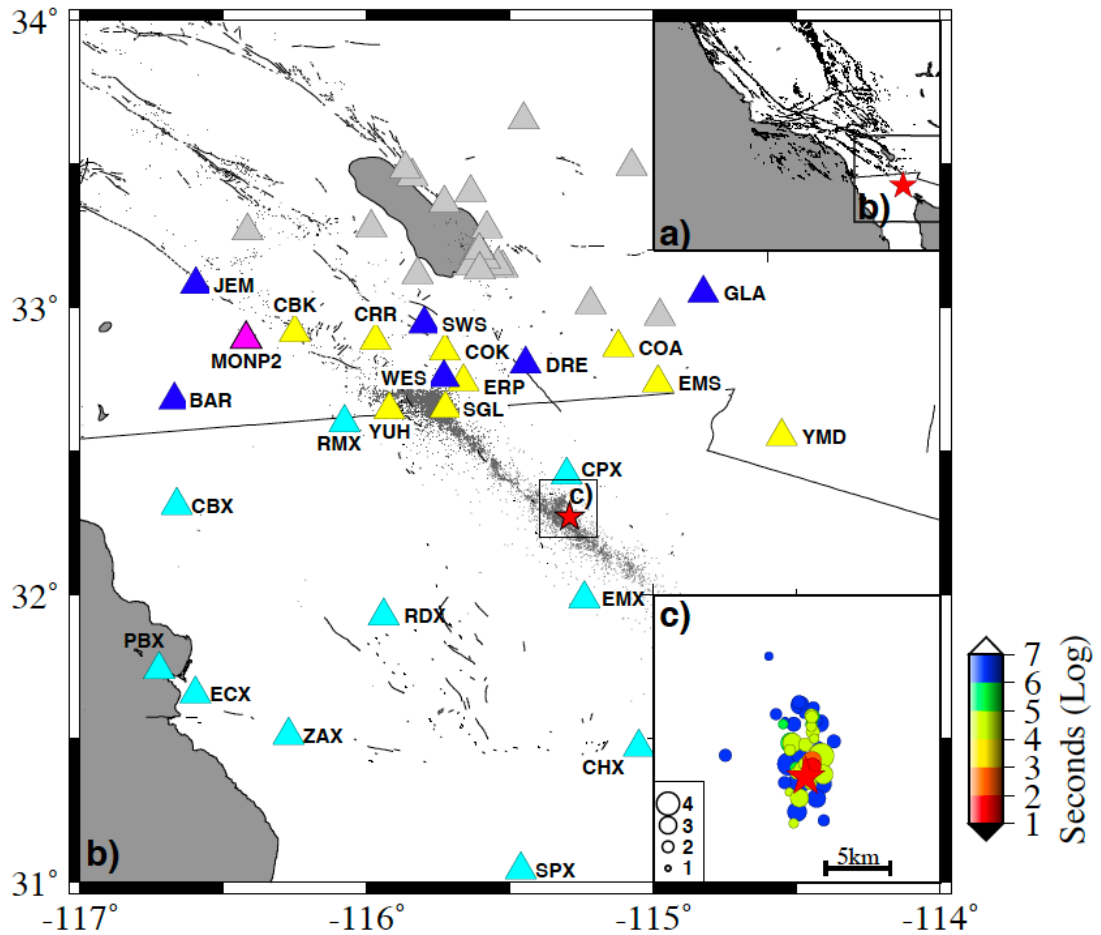 34°
a)
b)
33°
JEM
CBK
CRR
SWS
GLA
MONP2
COK
COA
WES
DRE
ERP
EMS
BAR
SGL
RMX
YUH
YMD
CPX
CBX
c)
32°
EMX
c)
RDX
PBX
ECX
ZAX
CHX
4
3
2
1
5km
b)
SPX
31°
-117°
-116°
-115°
-114°
7
6
5
4
3
2
1
Seconds (Log)